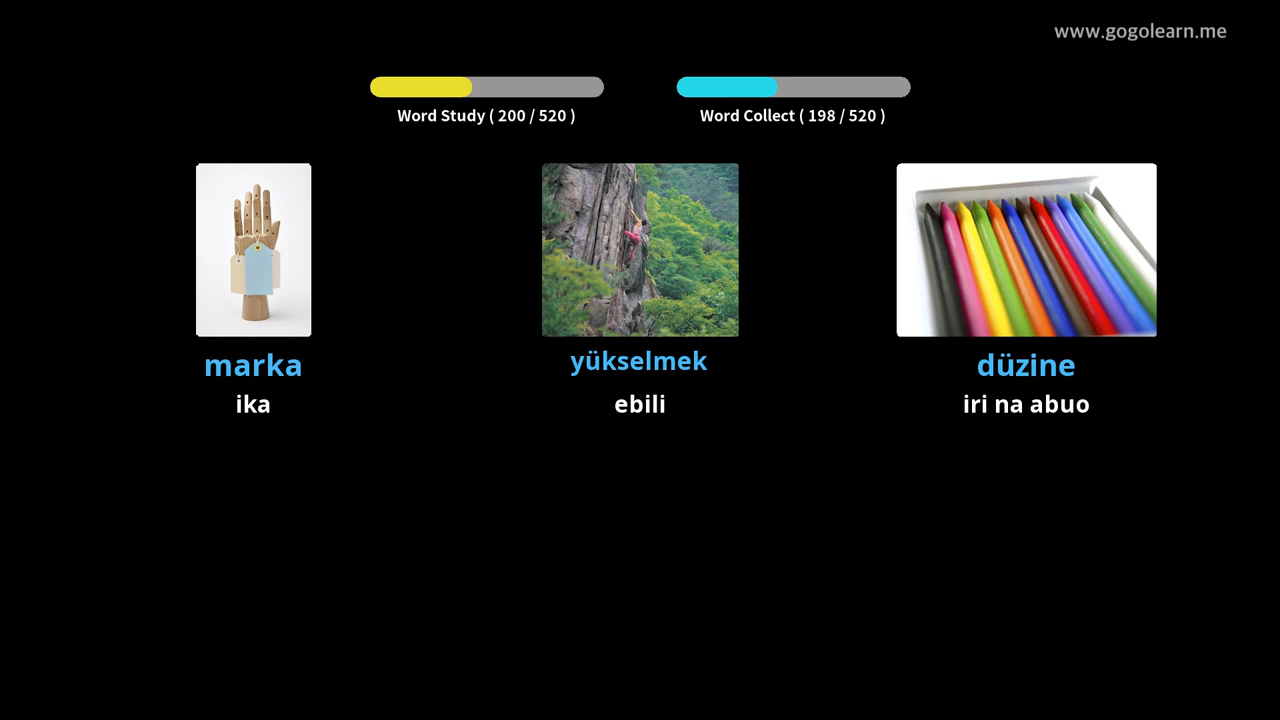 www.gogolearn.me
Word Study ( 200 / 520 )
Word Collect ( 198 / 520 )
marka
yükselmek
düzine
ika
ebili
iri na abuo